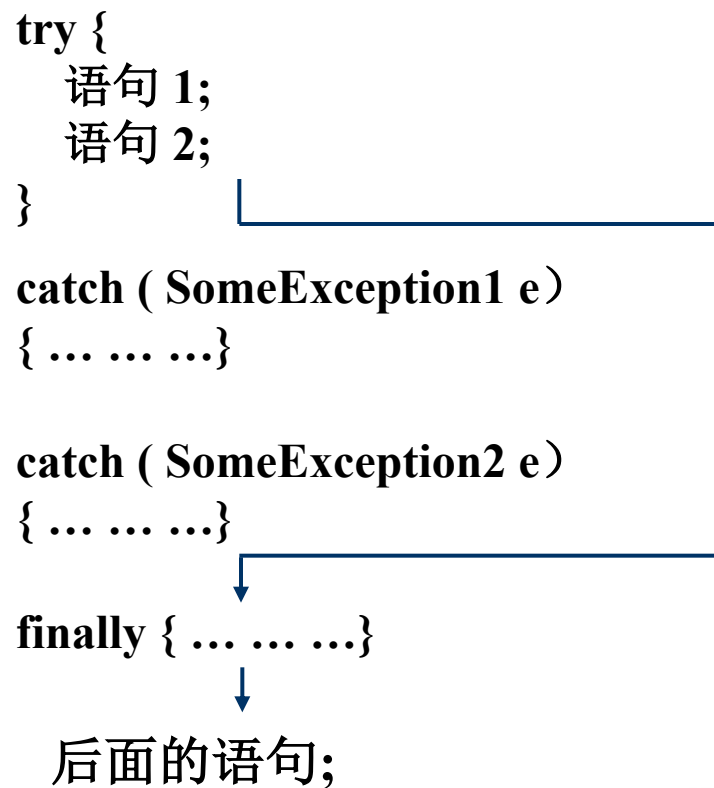 try {
语句 1;
语句 2;
}
catch ( SomeException1 e）
{ … … …}
catch ( SomeException2 e）
{ … … …}
finally { … … …}
后面的语句;